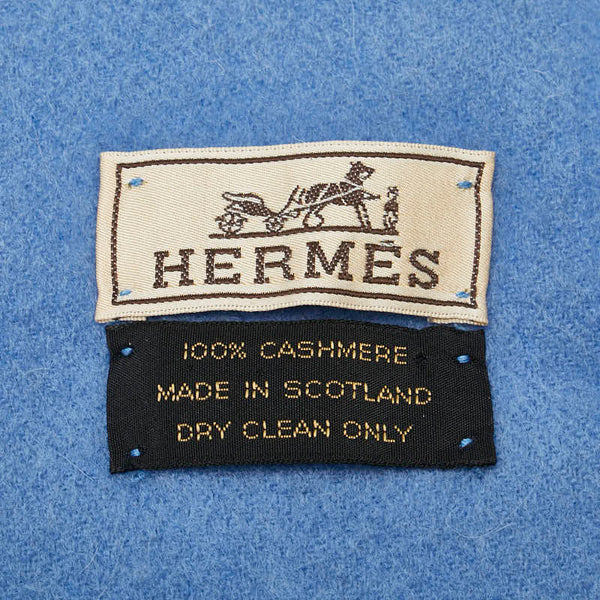 HERMÈS
100% CASHMERE
MADE IN SCOTLAND
DRY CLEAN ONLY